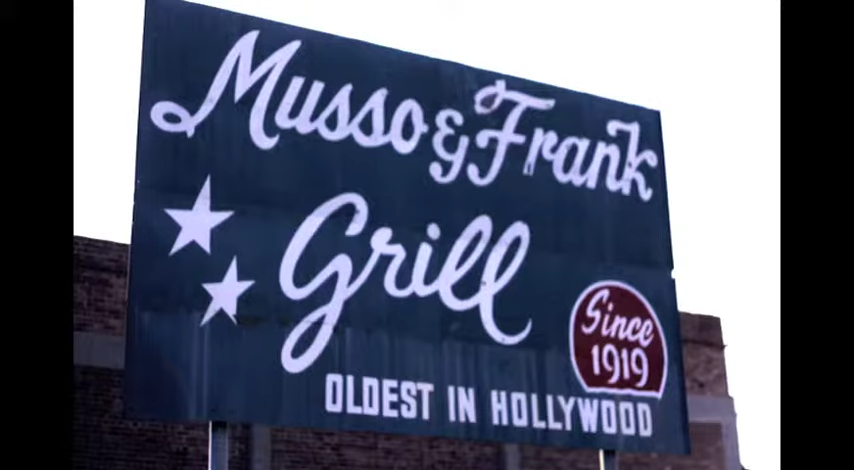 Musso & Frank
Grill
Since
1919
OLDEST IN HOLLYWOOD